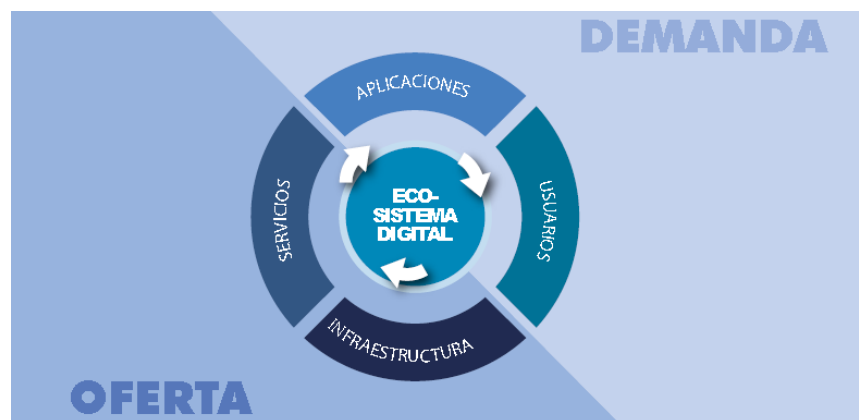 DEMANDA
APLICACIONES
SERVICIOS
ECO-
SISTEMA
DIGITAL
USUARIOS
INFRAESTRUCTURA
OFERTA